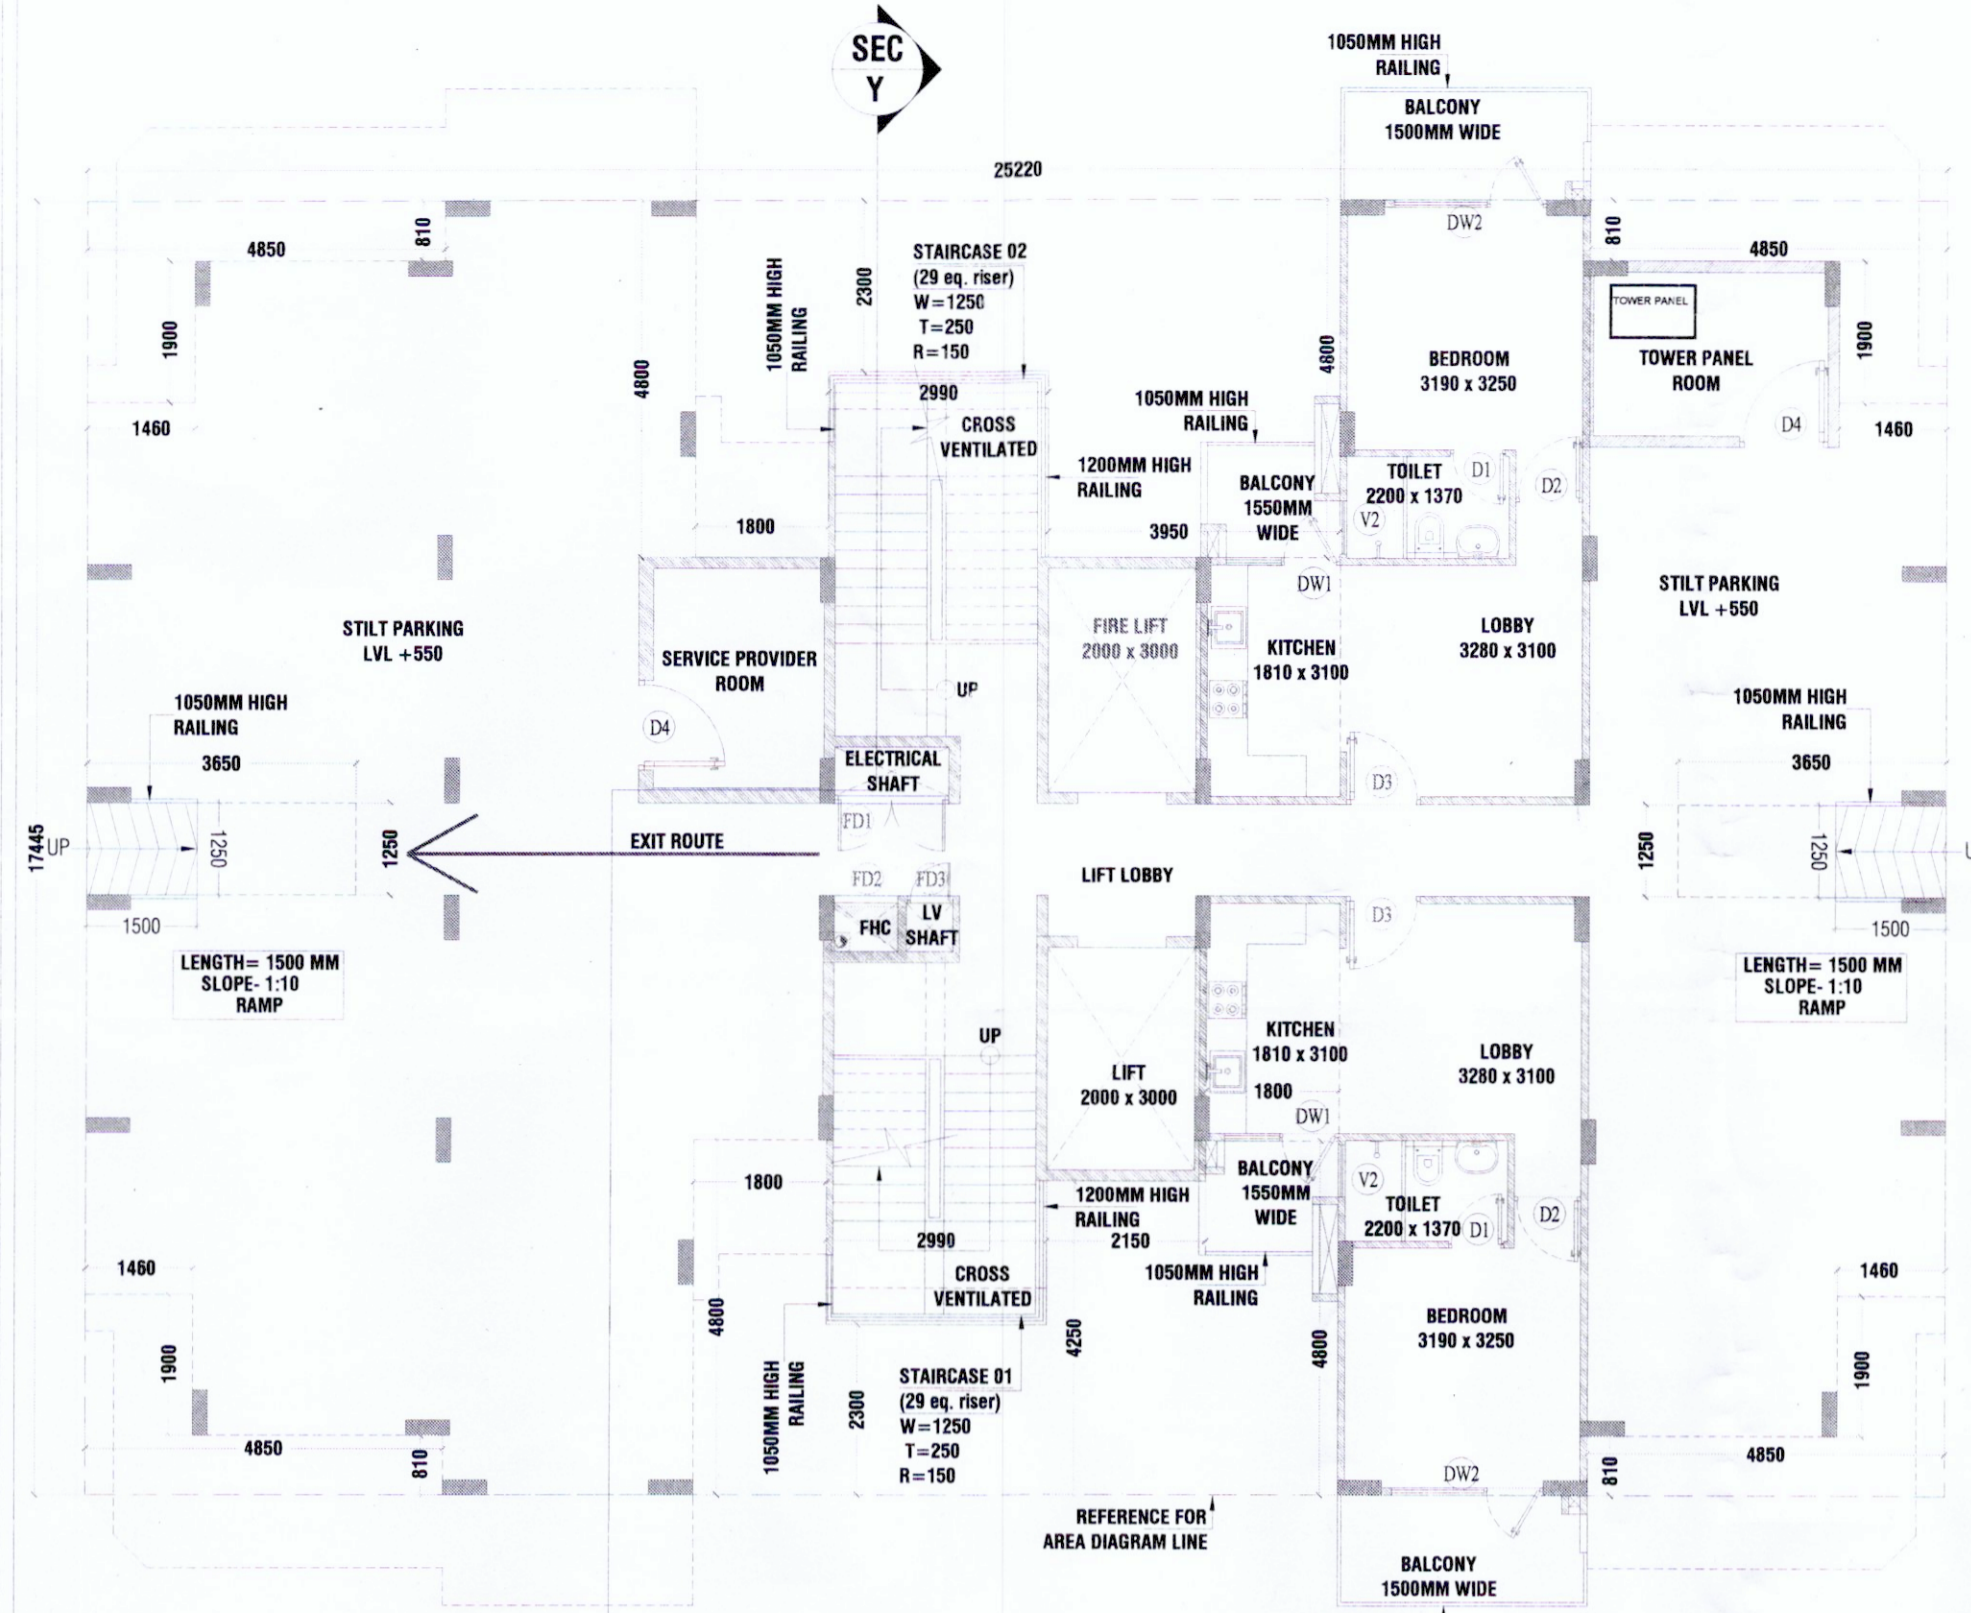 SEC
Y
1050MM HIGH
RAILING
BALCONY
1500MM WIDE
25220
DW2
4850
810
810
4850
STAIRCASE 02
(29 eq. riser)
W=1250
T=250
R=150
1050MM HIGH
RAILING
2300
TOWER PANEL
1900
4800
4800
BEDROOM
3190 x 3250
TOWER PANEL
ROOM
1900
2990
1050MM HIGH
RAILING
1460
CROSS
VENTILATED
D4
1460
1200MM HIGH
RAILING
BALCONY
1550MM
WIDE
TOILET
2200 x 1370
D1
D2
V2
1800
3950
DW1
STILT PARKING
LVL +550
SERVICE PROVIDER
ROOM
FIRE LIFT
2000 x 3000
KITCHEN
1810 x 3100
LOBBY
3280 x 3100
STILT PARKING
LVL +550
UP
1050MM HIGH
RAILING
D4
1050MM HIGH
RAILING
3650
ELECTRICAL
SHAFT
D3
3650
17445
UP
1250
1250
EXIT ROUTE
FD1
1250
1250
FD2
FD3
LIFT LOBBY
1500
FHC
LV
SHAFT
D3
1500
LENGTH= 1500 MM
SLOPE- 1:10
RAMP
LENGTH= 1500 MM
SLOPE- 1:10
RAMP
UP
LIFT
2000 x 3000
KITCHEN
1810 x 3100
1800
LOBBY
3280 x 3100
DW1
1800
1200MM HIGH
RAILING
BALCONY
1550MM
WIDE
V2
TOILET
2200 x 1370
D1
D2
2990
2150
1460
CROSS
VENTILATED
1050MM HIGH
RAILING
1460
4800
4250
4800
BEDROOM
3190 x 3250
1900
1900
1050MM HIGH
RAILING
2300
STAIRCASE 01
(29 eq. riser)
W=1250
T=250
R=150
4850
810
DW2
810
4850
REFERENCE FOR
AREA DIAGRAM LINE
BALCONY
1500MM WIDE